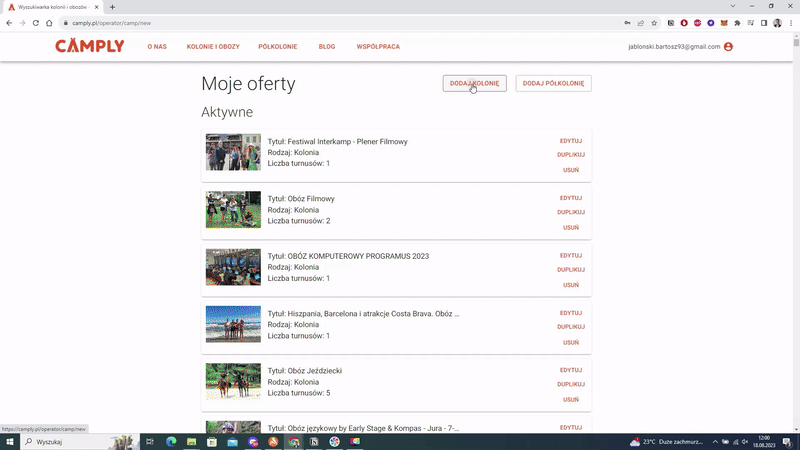 Wyszukiwarka kolonii i obozów -
camply.pl/operator/camp/new
CAMPLY
O NAS
KOLONIE I OBOZY
PÓŁKOLONIE
BLOG
WSPÓŁPRACA
jablonski.bartosz93@gmail.com
Moje oferty
DODAJ KOLONIĘ
DODAJ PÓŁKOLONIĘ
Aktywne
Tytuł: Festiwal Interkamp - Plener Filmowy
Rodzaj: Kolonia
Liczba turnusów: 1
EDYTUJ
DUPLIKUJ
USUŃ
Tytuł: Obóz Filmowy
Rodzaj: Kolonia
Liczba turnusów: 2
EDYTUJ
DUPLIKUJ
USUŃ
Tytuł: OBÓZ KOMPUTEROWY PROGRAMUS 2023
Rodzaj: Kolonia
Liczba turnusów: 1
EDYTUJ
DUPLIKUJ
USUŃ
Tytuł: Hiszpania, Barcelona i atrakcje Costa Brava. Obóz ...
Rodzaj: Kolonia
Liczba turnusów: 1
EDYTUJ
DUPLIKUJ
USUŃ
Tytuł: Obóz Jeździecki
Rodzaj: Kolonia
Liczba turnusów: 5
EDYTUJ
DUPLIKUJ
USUŃ
Tytuł: Obóz językowy by Early Stage & Kompas - Jura - 7-...
EDYTUJ
https://camply.pl/operator/camp/new
Wyszukaj
23°C Duże zachmurz...
12:00
18.08.2023